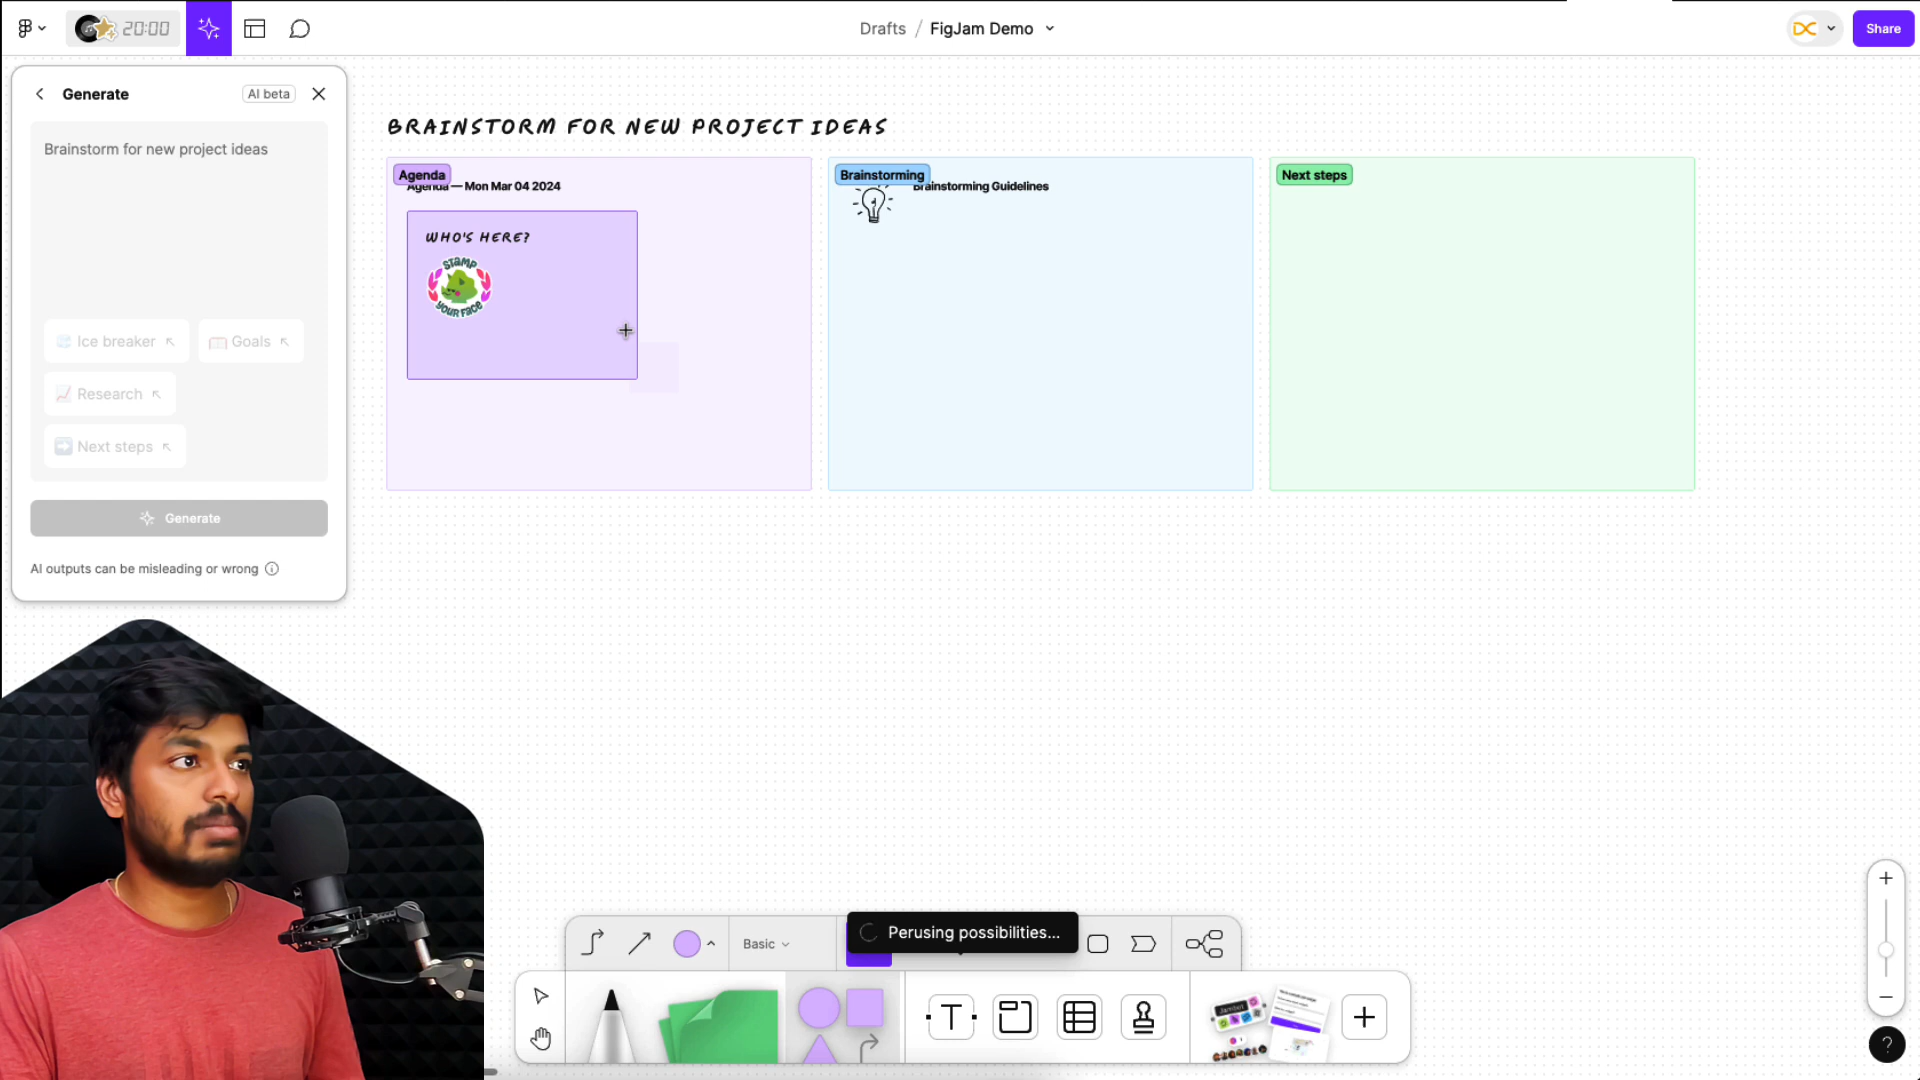 20:00
Drafts / FigJam Demo
Share
Generate
AI beta
Brainstorm for new project ideas
Ice breaker
Goals
Research
Next steps
Generate
AI outputs can be misleading or wrong
BRAINSTORM FOR NEW PROJECT IDEAS
Agenda
Agenda — Mon Mar 04 2024
WHO'S HERE?
STAMP
YOUR FACE
Brainstorming
Brainstorming Guidelines
Next steps
Basic
Perusing possibilities...
T
?